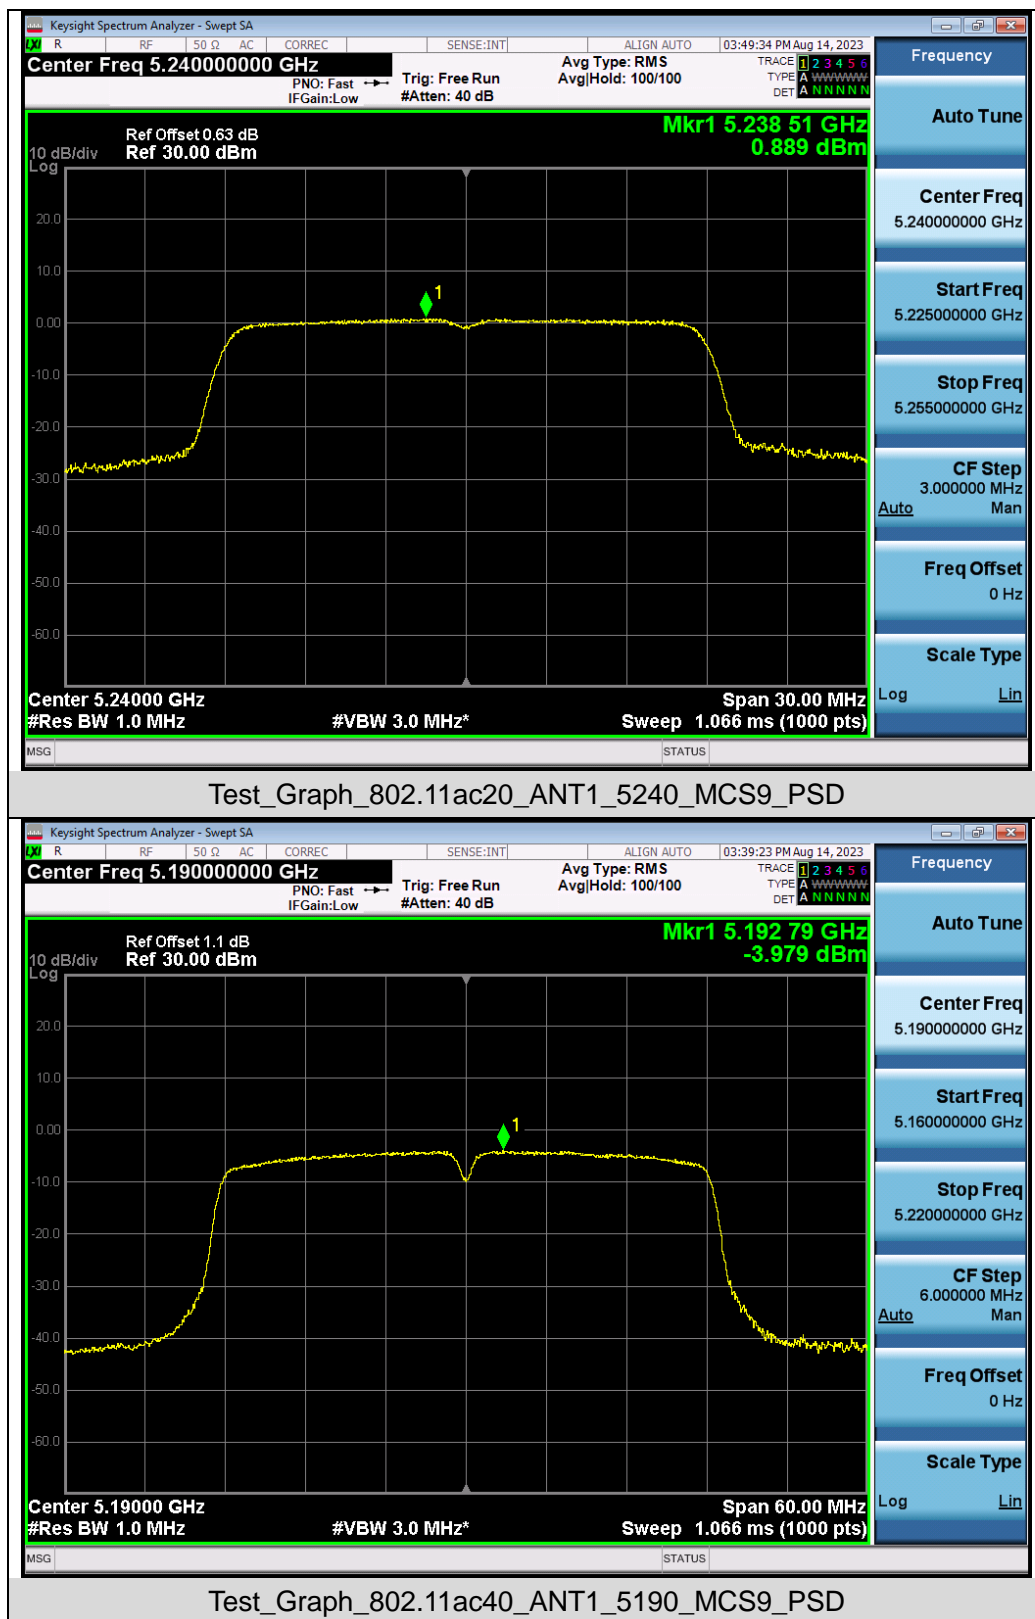 Keysight Spectrum Analyzer - Swept SA
LXI R RF 50 Ω AC CORREC SENSE:INT ALIGN AUTO 03:49:34 PM Aug 14, 2023
Center Freq 5.240000000 GHz
PNO: Fast
IFGain:Low
Trig: Free Run
#Atten: 40 dB
Avg Type: RMS
Avg|Hold: 100/100
TRACE 1 2 3 4 5 6
TYPE A WWWWW
DET A N N N N N
Frequency
Auto Tune
Center Freq
5.240000000 GHz
Start Freq
5.225000000 GHz
Stop Freq
5.255000000 GHz
CF Step
3.000000 MHz
Auto Man
Freq Offset
0 Hz
Scale Type
Log Lin
Mkr1 5.238 51 GHz
0.889 dBm
Ref Offset 0.63 dB
10 dB/div Ref 30.00 dBm
Log
1
20.0
10.0
0.00
-10.0
-20.0
-30.0
-40.0
-50.0
-60.0
Center 5.24000 GHz Span 30.00 MHz
#Res BW 1.0 MHz #VBW 3.0 MHz* Sweep 1.066 ms (1000 pts)
MSG STATUS
Test_Graph_802.11ac20_ANT1_5240_MCS9_PSD
Keysight Spectrum Analyzer - Swept SA
LXI R RF 50 Ω AC CORREC SENSE:INT ALIGN AUTO 03:39:23 PM Aug 14, 2023
Center Freq 5.190000000 GHz
PNO: Fast
IFGain:Low
Trig: Free Run
#Atten: 40 dB
Avg Type: RMS
Avg|Hold: 100/100
TRACE 1 2 3 4 5 6
TYPE A WWWWW
DET A N N N N N
Frequency
Auto Tune
Center Freq
5.190000000 GHz
Start Freq
5.160000000 GHz
Stop Freq
5.220000000 GHz
CF Step
6.000000 MHz
Auto Man
Freq Offset
0 Hz
Scale Type
Log Lin
Mkr1 5.192 79 GHz
-3.979 dBm
Ref Offset 1.1 dB
10 dB/div Ref 30.00 dBm
Log
1
20.0
10.0
0.00
-10.0
-20.0
-30.0
-40.0
-50.0
-60.0
Center 5.19000 GHz Span 60.00 MHz
#Res BW 1.0 MHz #VBW 3.0 MHz* Sweep 1.066 ms (1000 pts)
MSG STATUS
Test_Graph_802.11ac40_ANT1_5190_MCS9_PSD